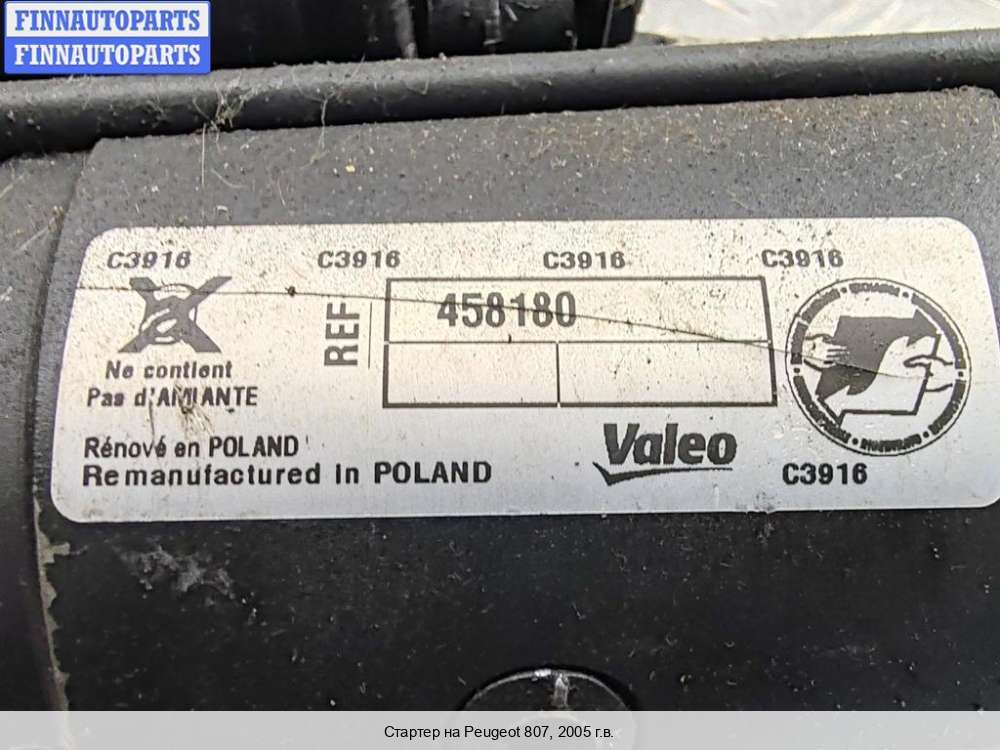 FINNAUTOPARTS
FINNAUTOPARTS
C3916 C3916 C3916 C3916
REF 458180
Ne contient
Pas d'AMIANTE
Rénové en POLAND
Remanufactured in POLAND
Valeo
C3916
Стартер на Peugeot 807, 2005 г.в.